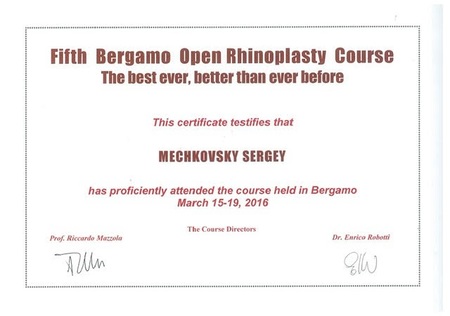 Fifth Bergamo Open Rhinoplasty Course
The best ever, better than ever before
This certificate testifies that
MECHKOVSKY SERGEY
has proficiently attended the course held in Bergamo
March 15-19, 2016
The Course Directors
Prof. Riccardo Mazzola
Dr. Enrico Robotti